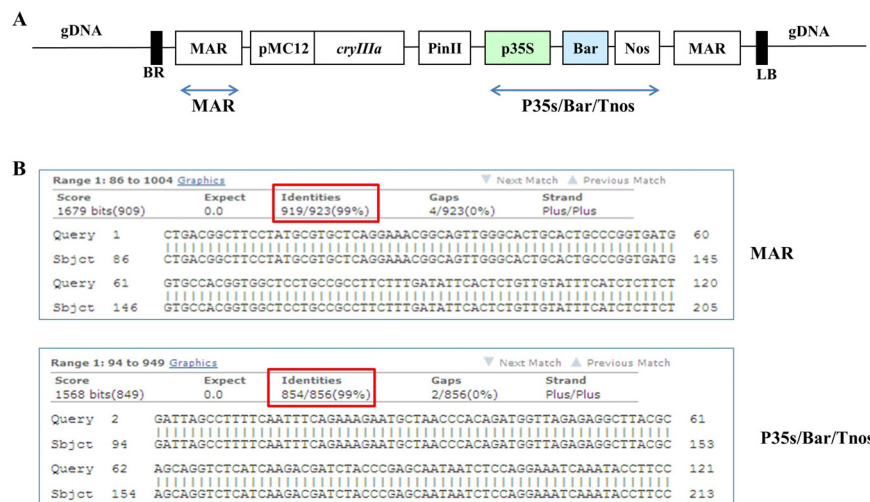 A
gDNA
gDNA
MAR pMC12 cryIIIa PinII p35S Bar Nos MAR
BR
LB
MAR
P35s/Bar/Tnos
B
Range 1: 86 to 1004 Graphics Next Match Previous Match
Score Expect Identities Gaps Strand
1679 bits(909) 0.0 919/923(99%) 4/923(0%) Plus/Plus
Query 1 CTGACGGCTTCCTATGCGTGCTCAGGAAACGGCAGTTGGGCACTGCACTGCCCGGTGATG 60
Sbjct 86 CTGACGGCTTCCTATGCGTGCTCAGGAAACGGCAGTTGGGCACTGCACTGCCCGGTGATG 145
Query 61 GTGCCACGGTGGCTCCTGCCGCCTTCTTTGATATTCACTCTGTTGTATTTCATCTCTTCT 120
Sbjct 146 GTGCCACGGTGGCTCCTGCCGCCTTCTTTGATATTCACTCTGTTGTATTTCATCTCTTCT 205
MAR
Range 1: 94 to 949 Graphics Next Match Previous Match
Score Expect Identities Gaps Strand
1568 bits(849) 0.0 854/856(99%) 2/856(0%) Plus/Plus
Query 2 GATTAGCCTTTTCAATTTCAGAAAGAATGCTAACCCACAGATGGTTAGAGAGGCTTACGC 61
Sbjct 94 GATTAGCCTTTTCAATTTCAGAAAGAATGCTAACCCACAGATGGTTAGAGAGGCTTACGC 153
Query 62 AGCAGGTCTCATCAAGACGATCTACCCGAGCAATAATCTCCAGGAAATCAAATACCTTCC 121
Sbjct 154 AGCAGGTCTCATCAAGACGATCTACCCGAGCAATAATCTCCAGGAAATCAAATACCTTCC 213
P35s/Bar/Tnos